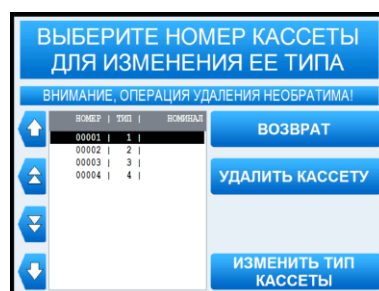 ВЫБЕРИТЕ НОМЕР КАССЕТЫ
ДЛЯ ИЗМЕНЕНИЯ ЕЕ ТИПА
ВНИМАНИЕ, ОПЕРАЦИЯ УДАЛЕНИЯ НЕОБРАТИМА!
НОМЕР | ТИП | НОМИНАЛ
00001 | 1 |
00002 | 2 |
00003 | 3 |
00004 | 4 |
ВОЗВРАТ
УДАЛИТЬ КАССЕТУ
ИЗМЕНИТЬ ТИП
КАССЕТЫ